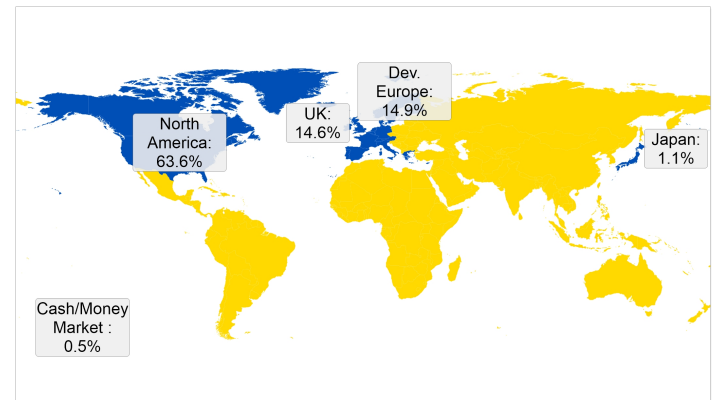 Dev.
Europe:
14.9%
UK:
14.6%
North
America:
63.6%
Japan:
1.1%
Cash/Money
Market :
0.5%